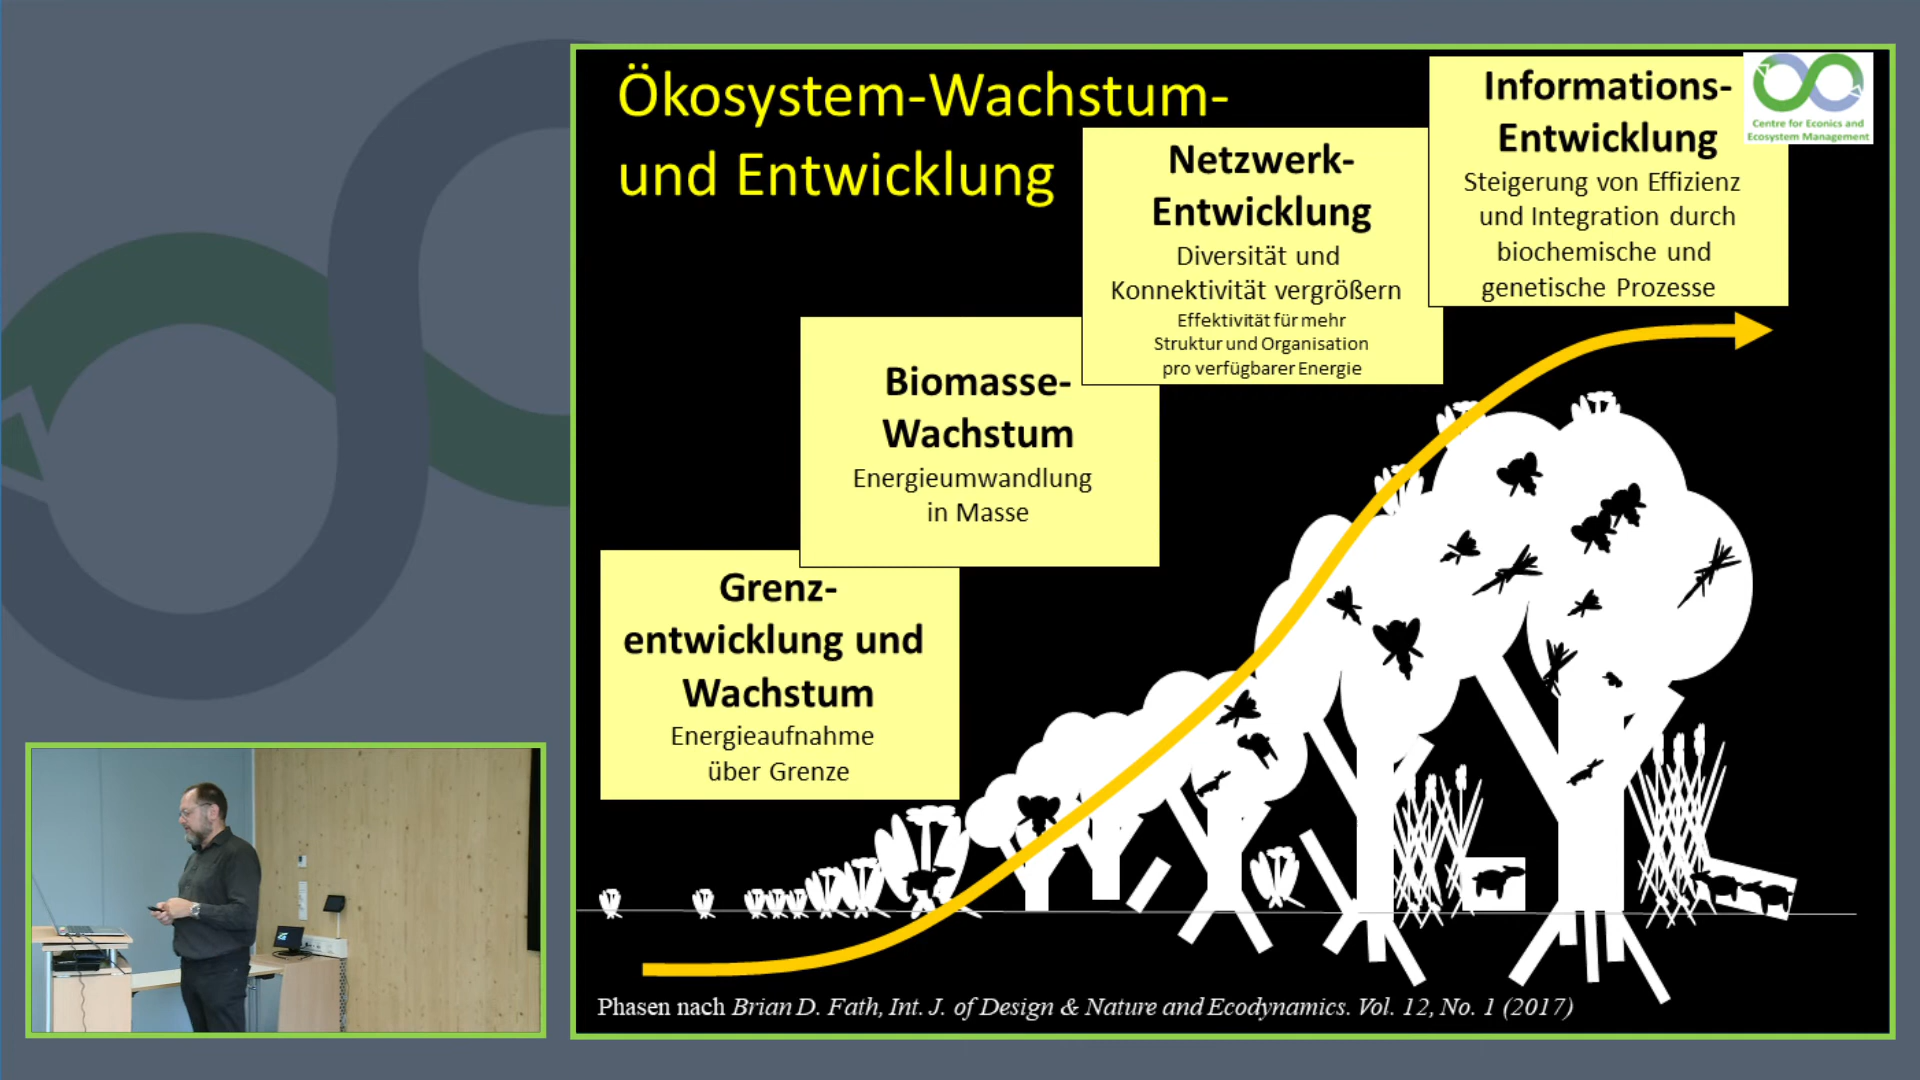 Ökosystem-Wachstum-
und Entwicklung
Informations-
Entwicklung
Steigerung von Effizienz
und Integration durch
biochemische und
genetische Prozesse
Centre for Econics and
Ecosystem Management
Netzwerk-
Entwicklung
Diversität und
Konnektivität vergrößern
Effektivität für mehr
Struktur und Organisation
pro verfügbarer Energie
Biomasse-
Wachstum
Energieumwandlung
in Masse
Grenz-
entwicklung und
Wachstum
Energieaufnahme
über Grenze
Phasen nach Brian D. Fath, Int. J. of Design & Nature and Ecodynamics. Vol. 12, No. 1 (2017)